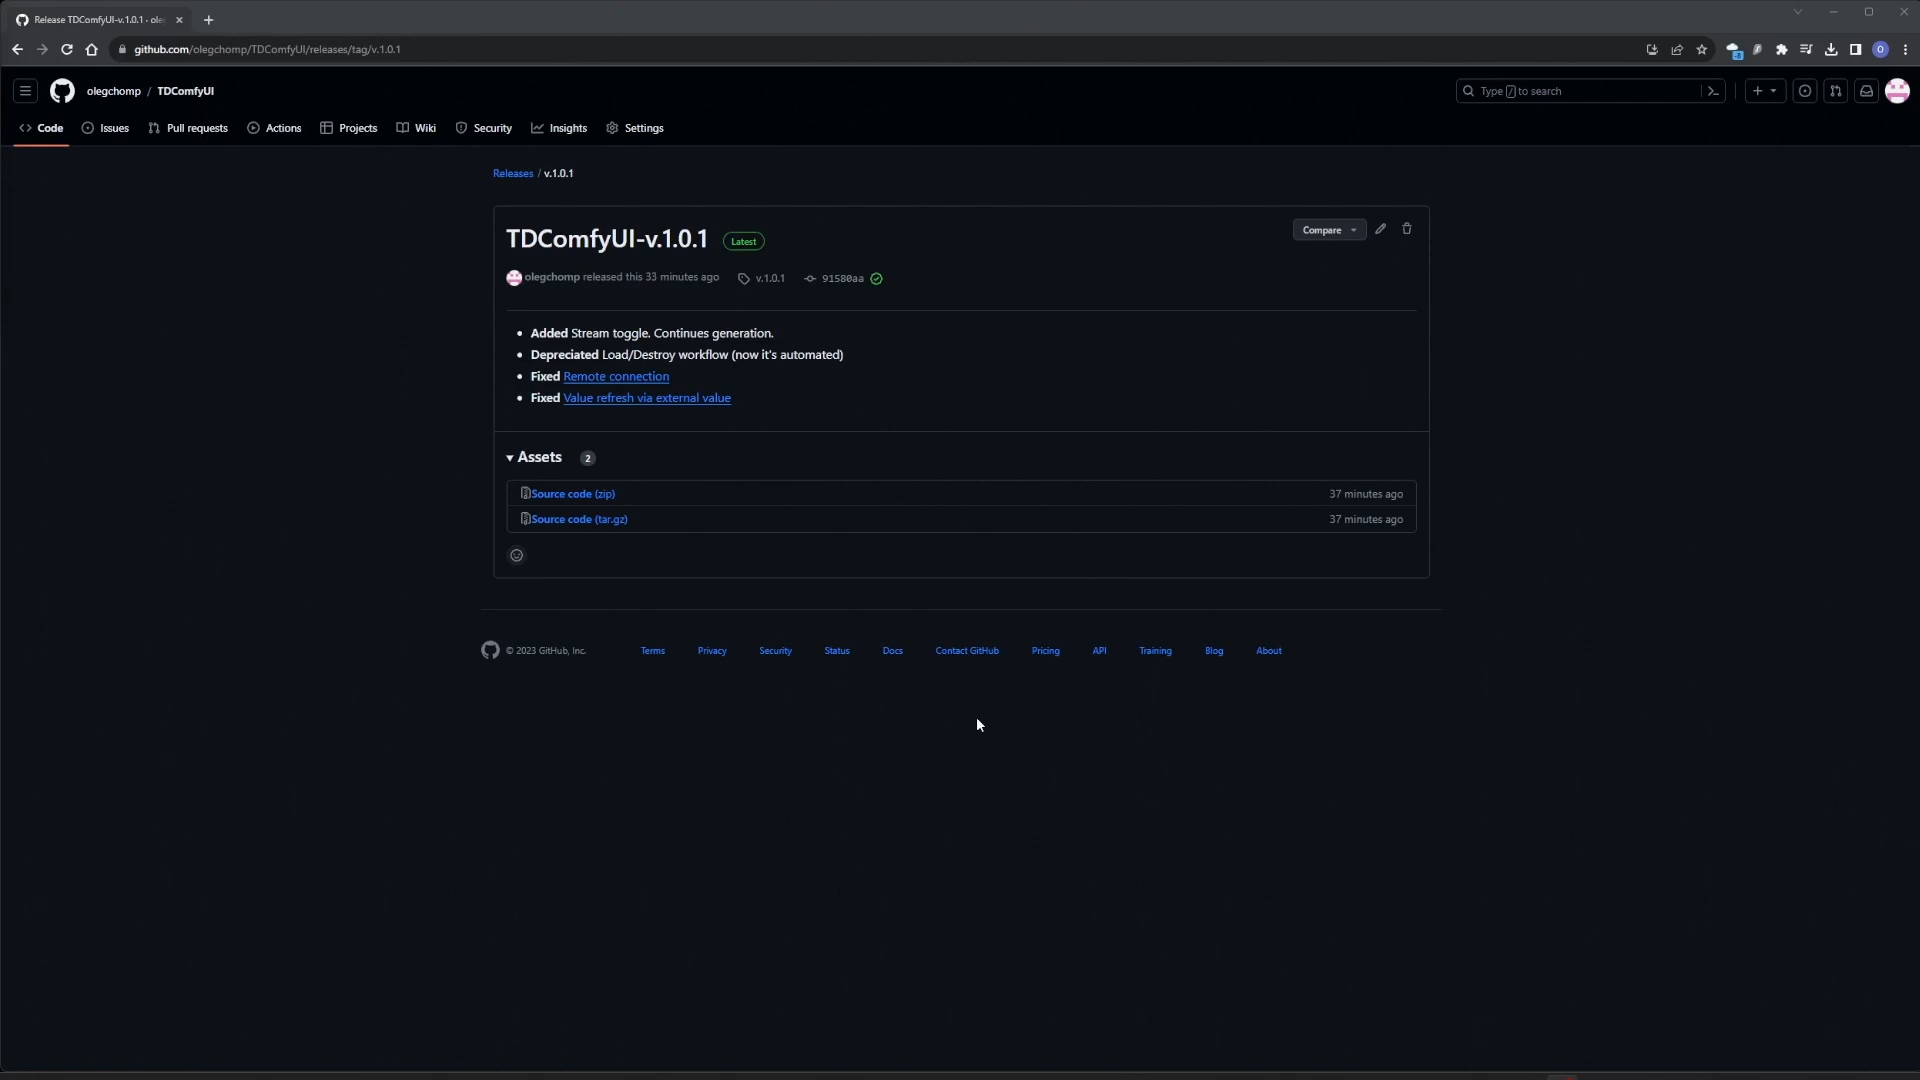 Release TDComfyUI-v.1.0.1 · ole
github.com/olegchomp/TDComfyUI/releases/tag/v.1.0.1
olegchomp / TDComfyUI
Type / to search
Code Issues Pull requests Actions Projects Wiki Security Insights Settings
Releases / v.1.0.1
TDComfyUI-v.1.0.1 Latest
Compare
olegchomp released this 33 minutes ago v.1.0.1 91580aa
• Added Stream toggle. Continues generation.
• Depreciated Load/Destroy workflow (now it's automated)
• Fixed Remote connection
• Fixed Value refresh via external value
Assets 2
Source code (zip) 37 minutes ago
Source code (tar.gz) 37 minutes ago
© 2023 GitHub, Inc. Terms Privacy Security Status Docs Contact GitHub Pricing API Training Blog About